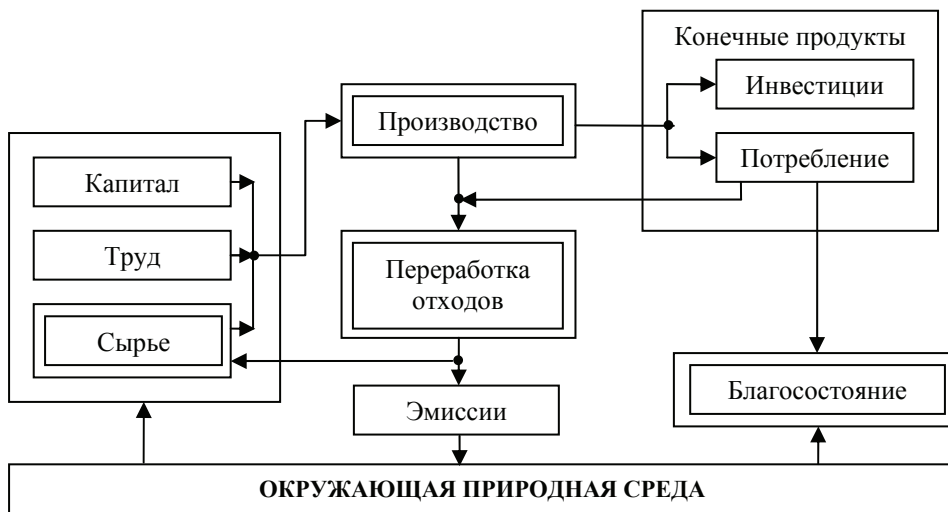 Конечные продукты
Инвестиции
Производство
Потребление
Капитал
Труд
Переработка
отходов
Сырье
Благосостояние
Эмиссии
ОКРУЖАЮЩАЯ ПРИРОДНАЯ СРЕДА